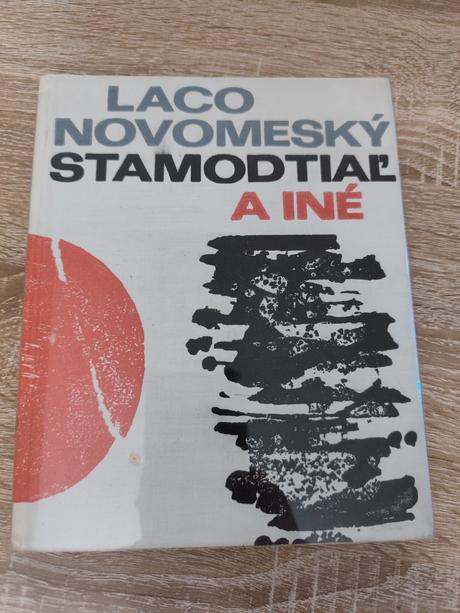 LACO
NOVOMESKÝ
STAMODTIAĽ
A INÉ